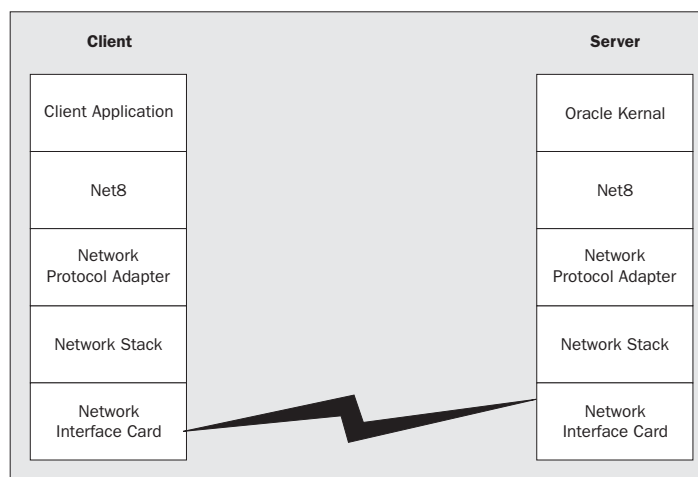 Client
Client Application
Net8
Network
Protocol Adapter
Network Stack
Network
Interface Card
Server
Oracle Kernal
Net8
Network
Protocol Adapter
Network Stack
Network
Interface Card